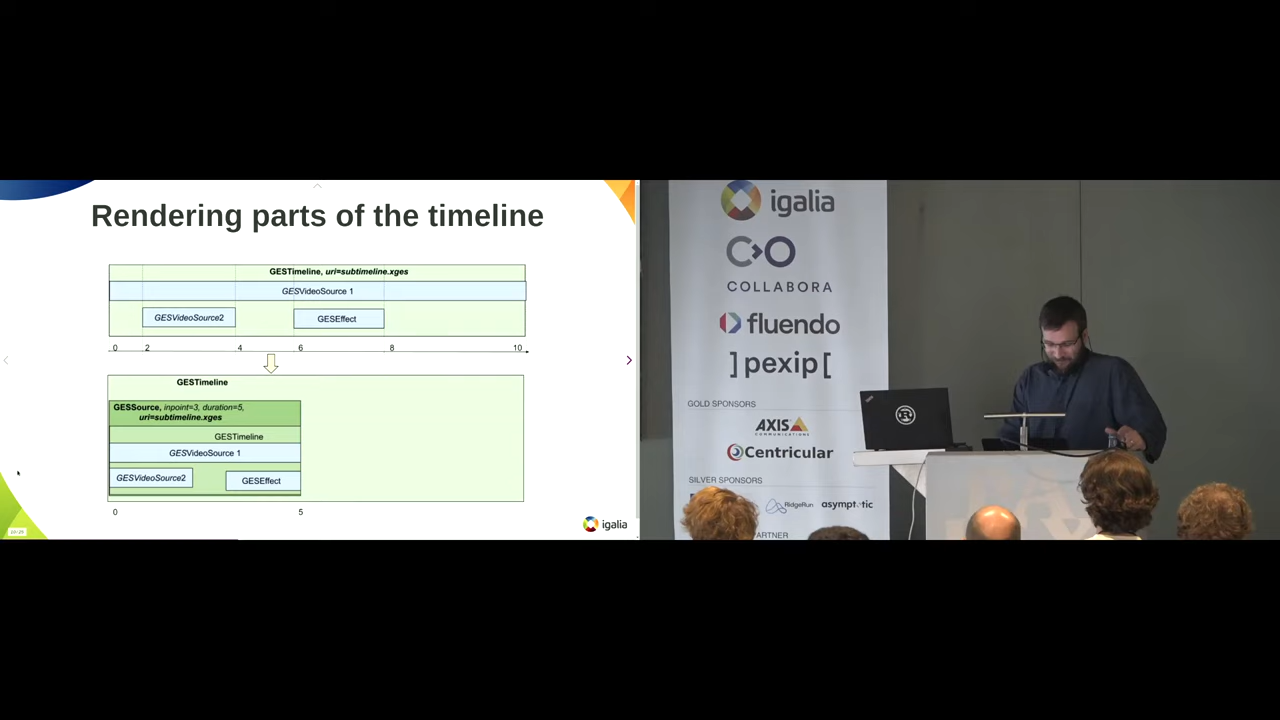 Rendering parts of the timeline
GESTimeline, uri=subtimeline.xges
GESVideoSource 1
GESVideoSource2
GESEffect
0 2 4 6 8 10
GESTimeline
GESSource, inpoint=3, duration=5,
uri=subtimeline.xges
GESTimeline
GESVideoSource 1
GESVideoSource2
GESEffect
0 5
igalia
igalia
COLLABORA
fluendo
]pexip[
GOLD SPONSORS
AXIS
COMMUNICATIONS
Centricular
SILVER SPONSORS
RidgeRun
asymptotic
ARTNER